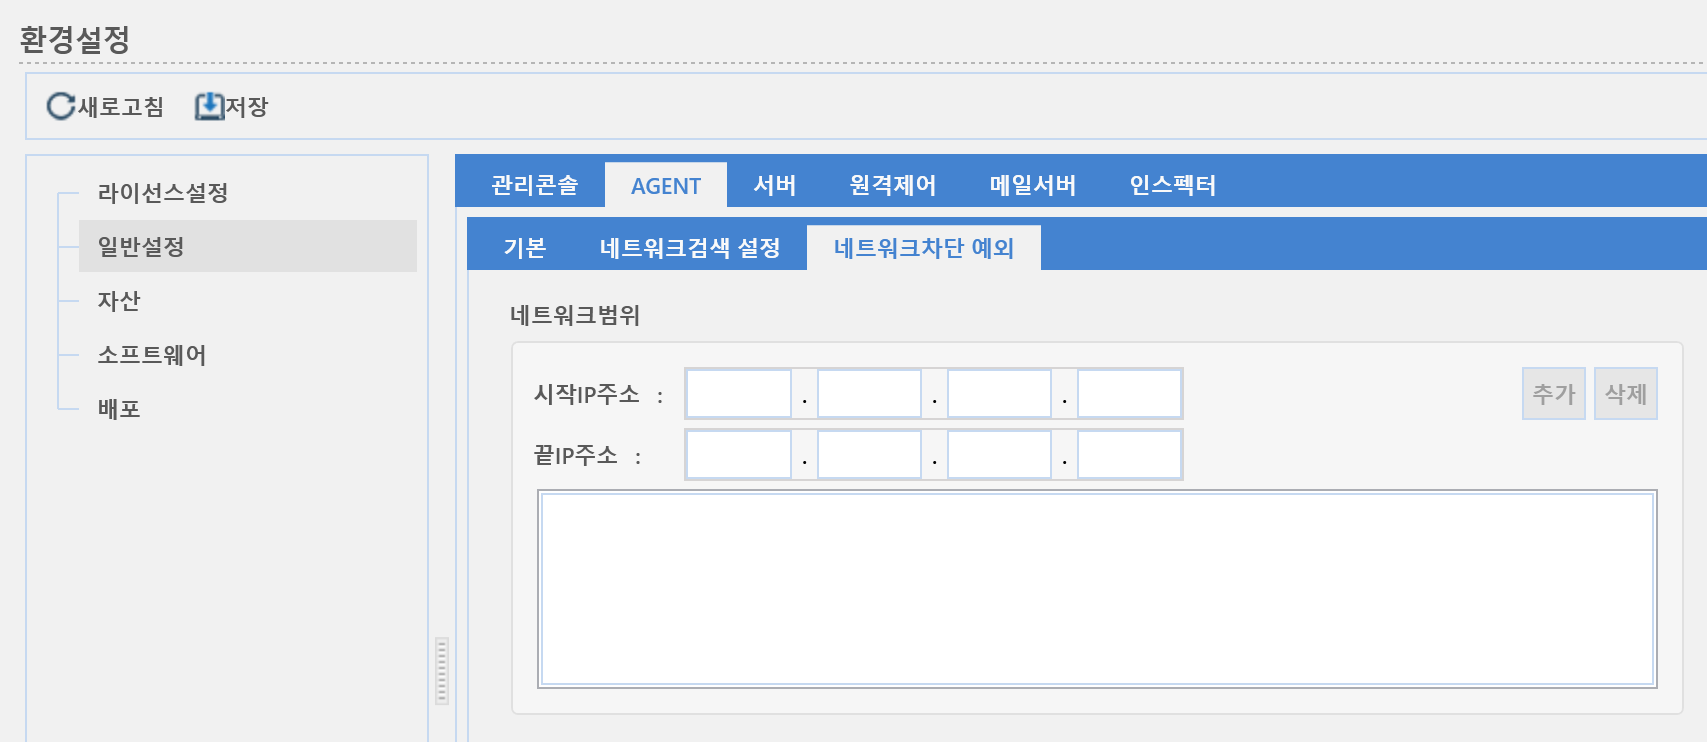 환경설정
새로고침 저장
라이선스설정
일반설정
자산
소프트웨어
배포
관리콘솔 AGENT 서버 원격제어 메일서버 인스펙터
기본 네트워크검색 설정 네트워크차단 예외
네트워크범위
시작IP주소 : . . . 추가 삭제
끝IP주소 : . . .